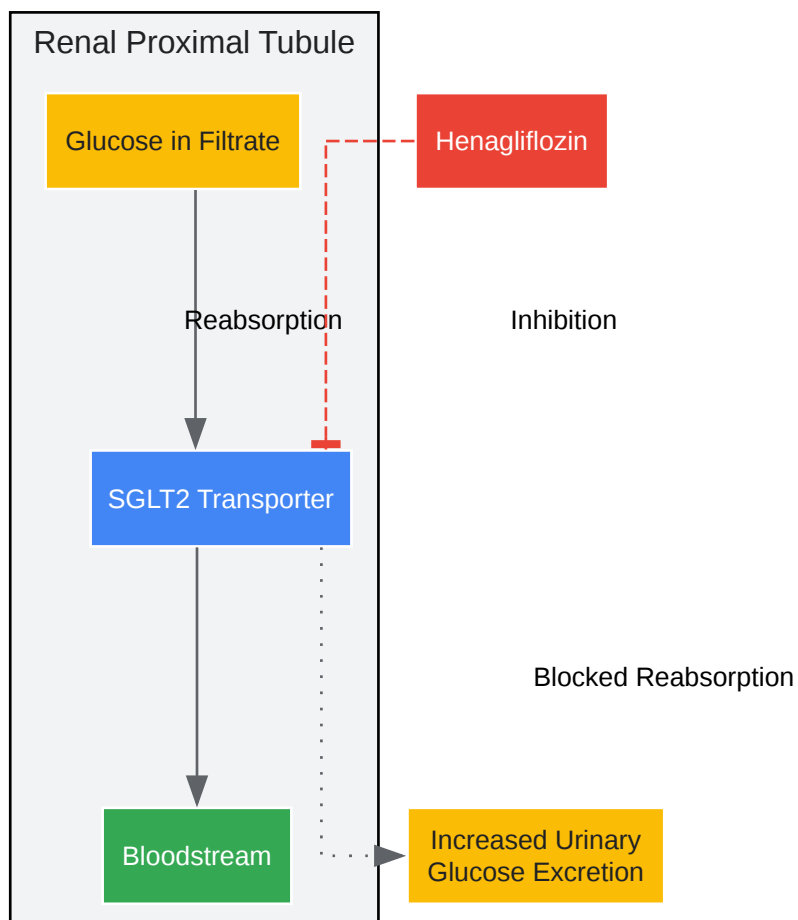 Renal Proximal Tubule
Glucose in Filtrate
Henagliflozin
Reabsorption
Inhibition
SGLT2 Transporter
Blocked Reabsorption
Bloodstream
Increased Urinary
Glucose Excretion